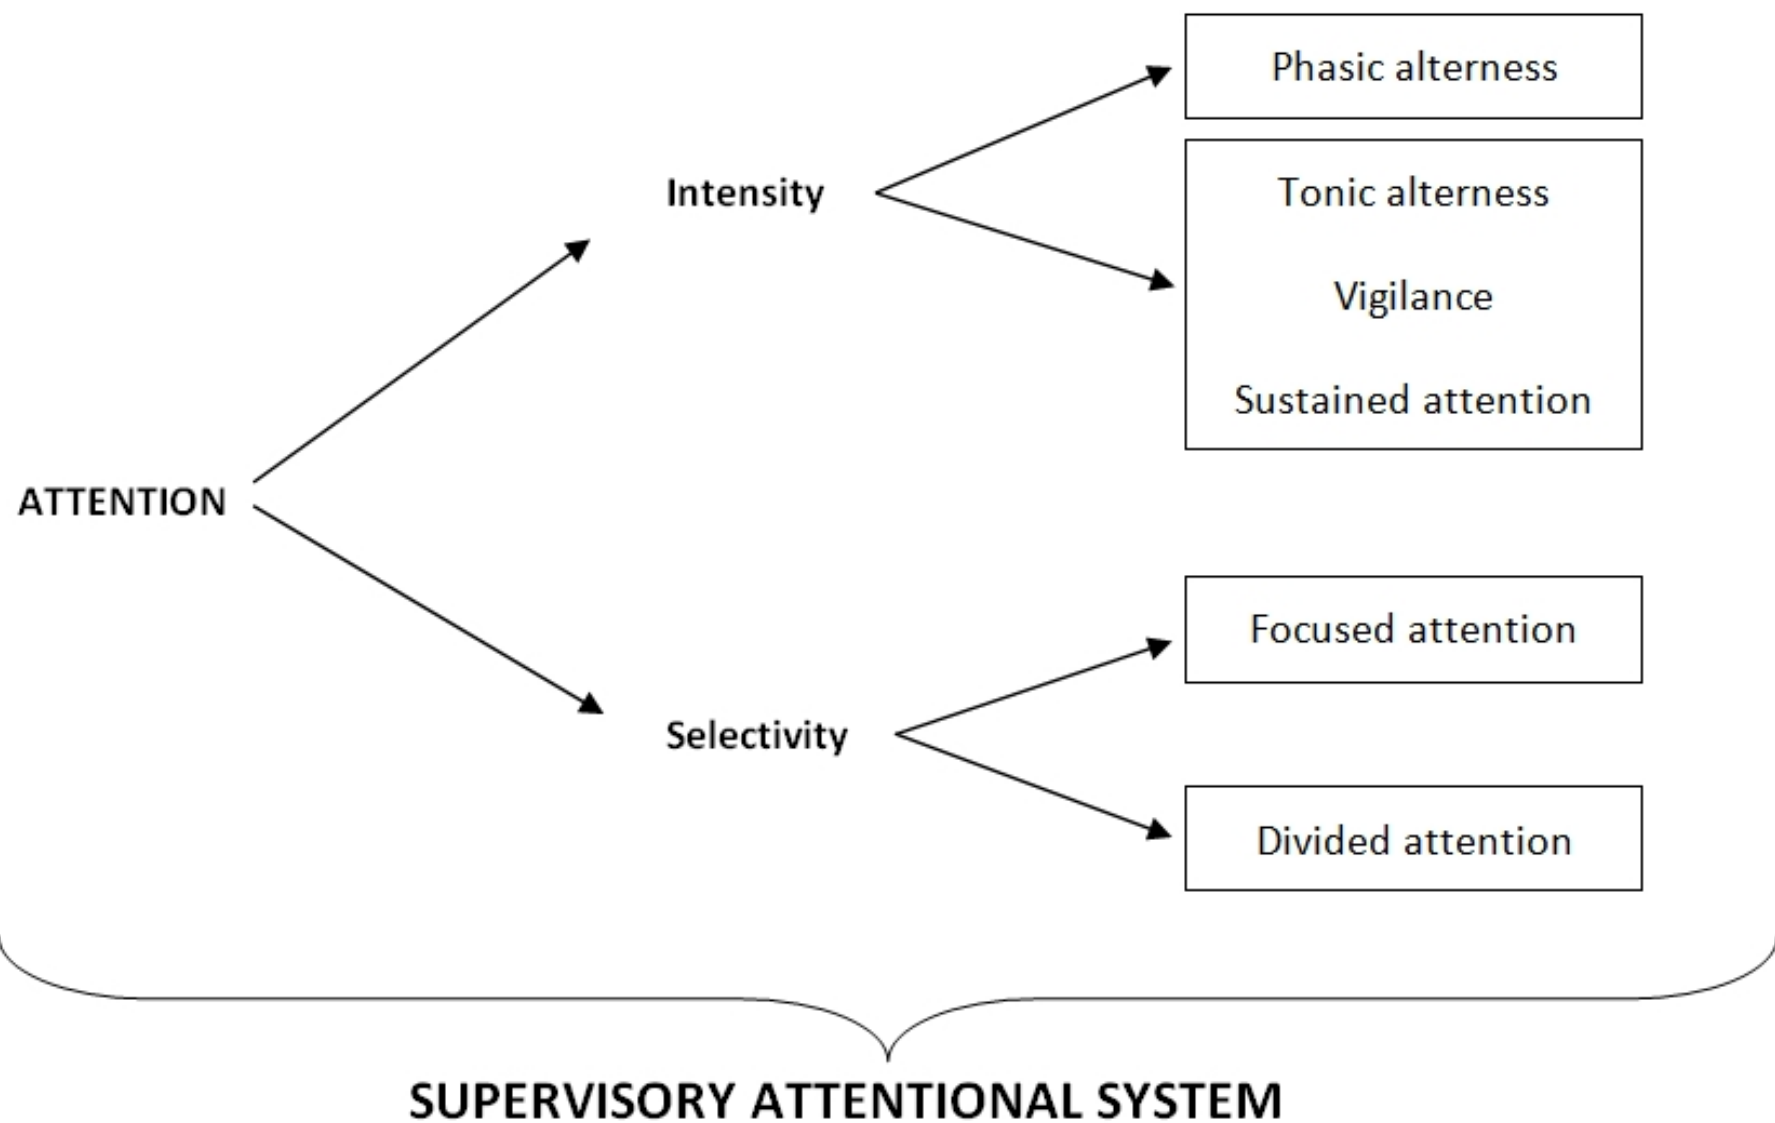 Phasic alterness
Intensity
Tonic alterness
Vigilance
Sustained attention
ATTENTION
Focused attention
Selectivity
Divided attention
SUPERVISORY ATTENTIONAL SYSTEM